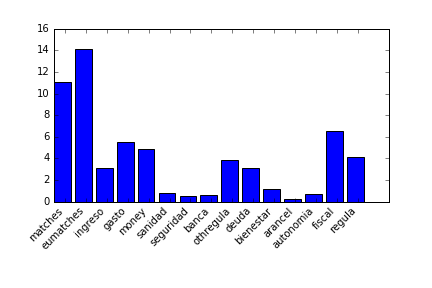 16
14
12
10
8
6
4
2
0
matches
eumatches
ingreso
gasto
money
sanidad
seguridad
banca
othregula
deuda
bienestar
arancel
autonomia
fiscal
regula